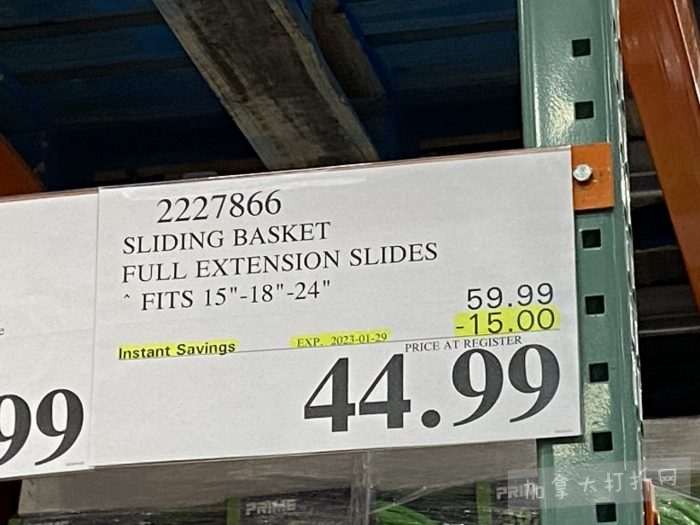 2227866
SLIDING BASKET
FULL EXTENSION SLIDES
^ FITS 15"-18"-24"
59.99
-15.00
Instant Savings
EXP. 2023-01-29
PRICE AT REGISTER
44.99
99
PRIME
PRIMO
加拿大打折网